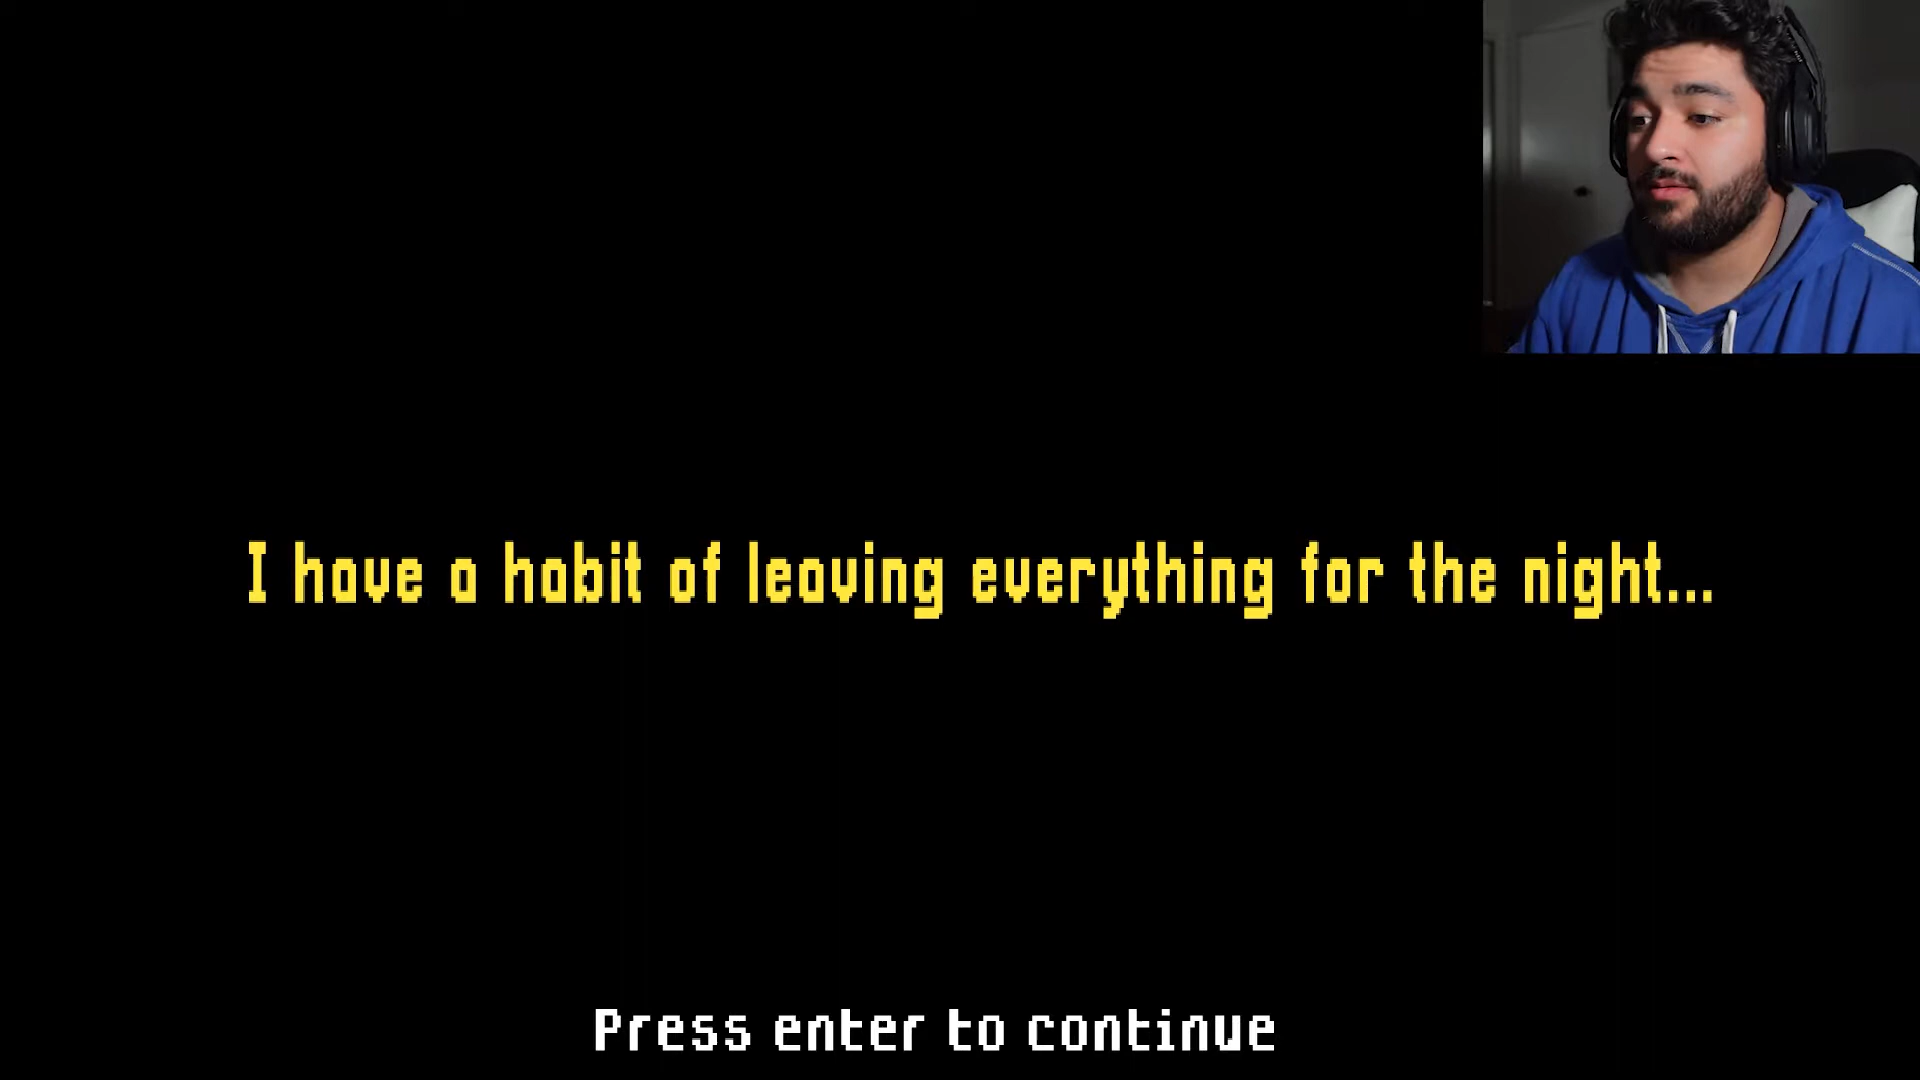 I have a habit of leaving everything for the night...
Press enter to continue